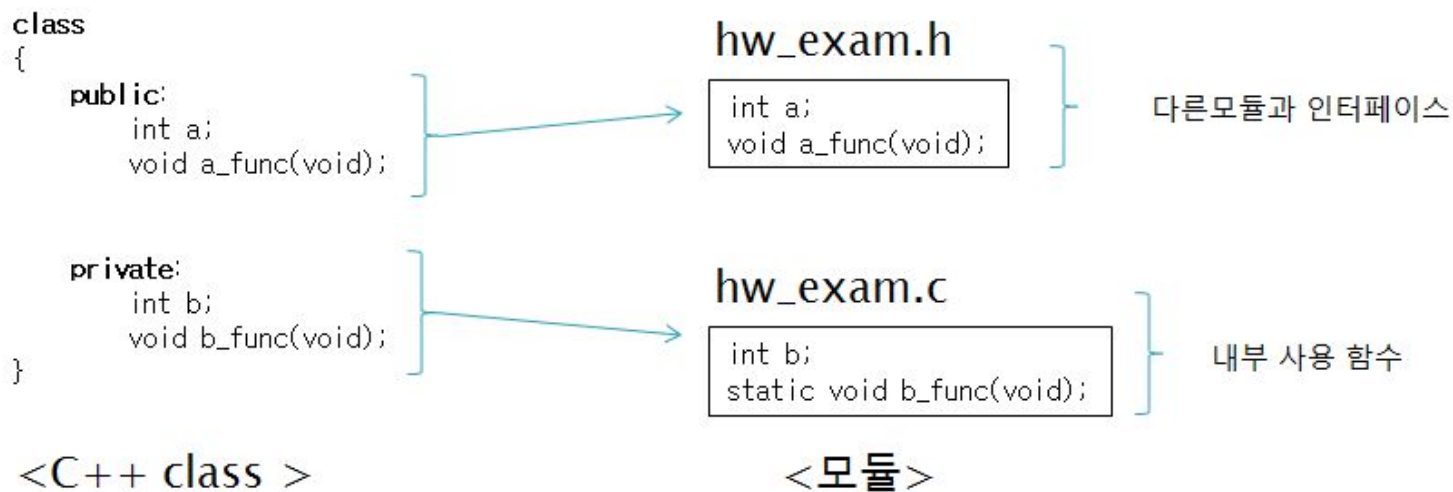 class
{
public:
int a;
void a_func(void);
private:
int b;
void b_func(void);
}
<C++ class >
hw_exam.h
int a;
void a_func(void);
다른모듈과 인터페이스
hw_exam.c
int b;
static void b_func(void);
내부 사용 함수
<모듈>